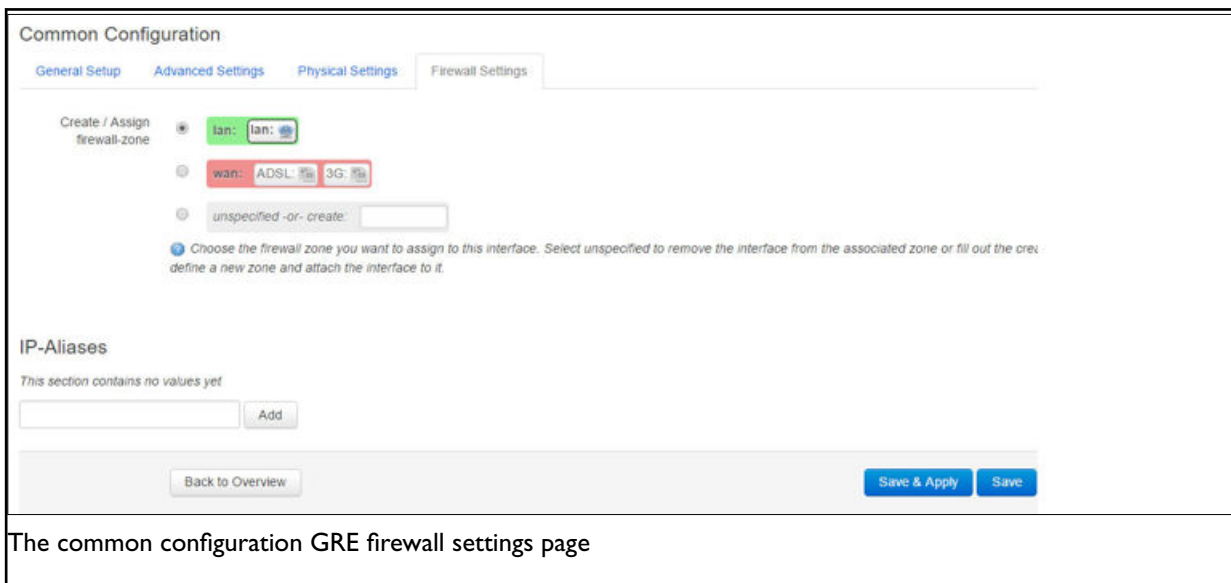 Common Configuration
General Setup Advanced Settings Physical Settings Firewall Settings
Create / Assign
firewall-zone
lan: lan:
wan: ADSL: 3G:
unspecified -or- create:
Choose the firewall zone you want to assign to this interface. Select unspecified to remove the interface from the associated zone or fill out the
define a new zone and attach the interface to it.
IP-Aliases
This section contains no values yet
Add
Back to Overview Save & Apply Save
The common configuration GRE firewall settings page